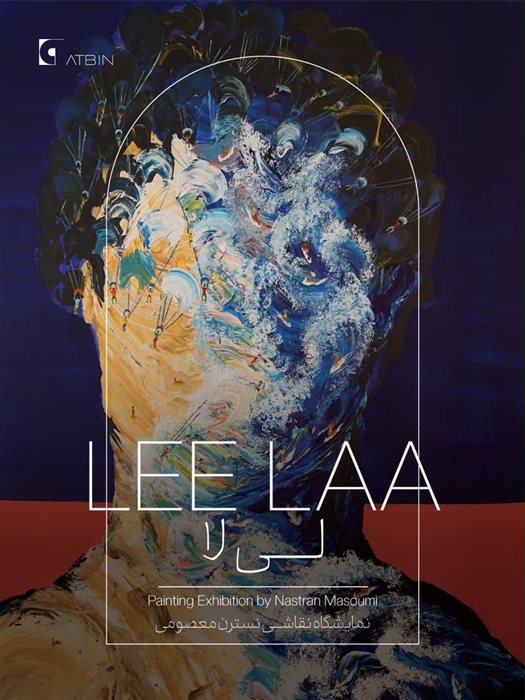 ATBIN
LEE LAA
لی لا
Painting Exhibition by Nastran Masoumi
نمایشگاه نقاشی نسترن معصومی